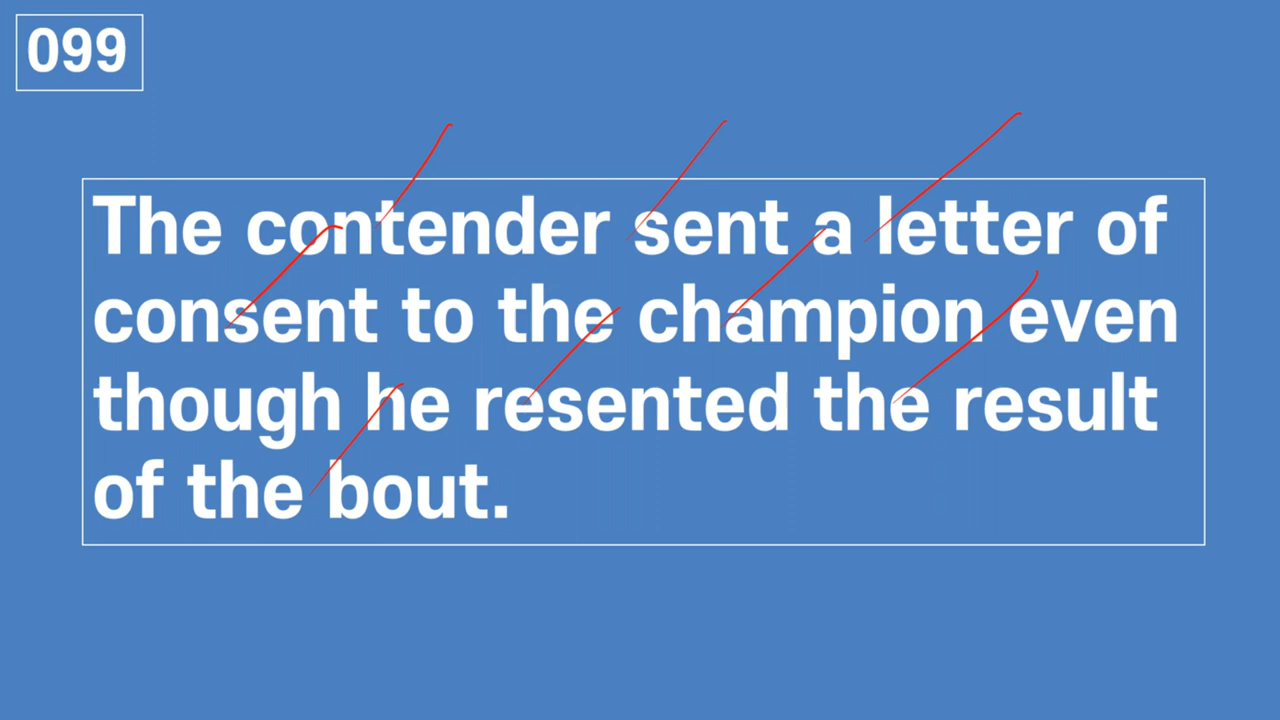 099
The contender sent a letter of
consent to the champion even
though he resented the result
of the bout.